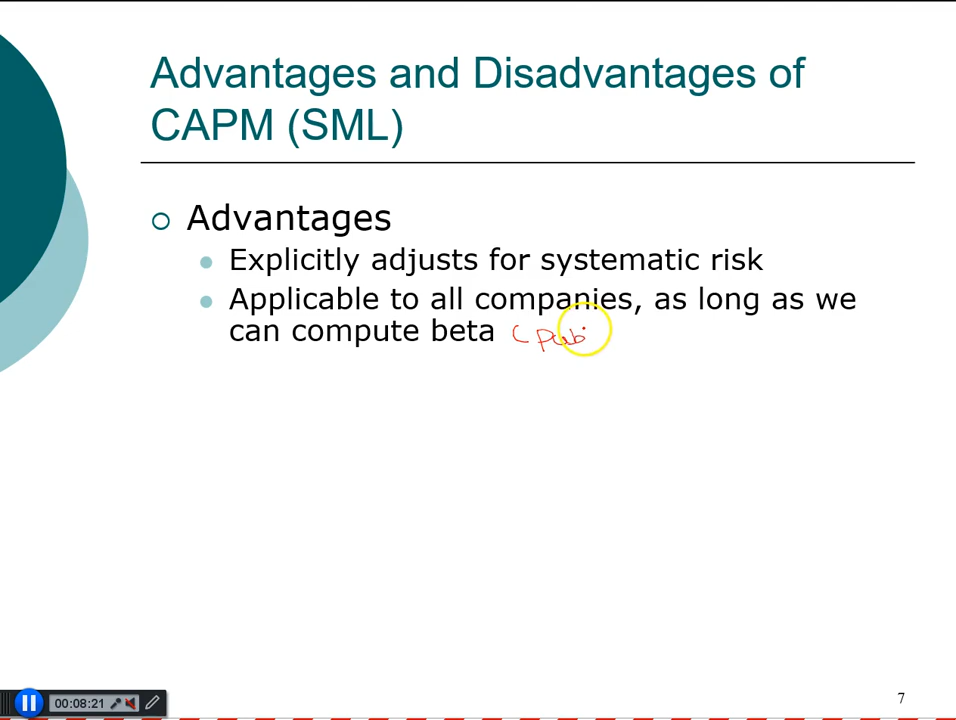 Advantages and Disadvantages of
CAPM (SML)
Advantages
Explicitly adjusts for systematic risk
Applicable to all companies, as long as we
can compute beta ( Pub
00:08:21
7